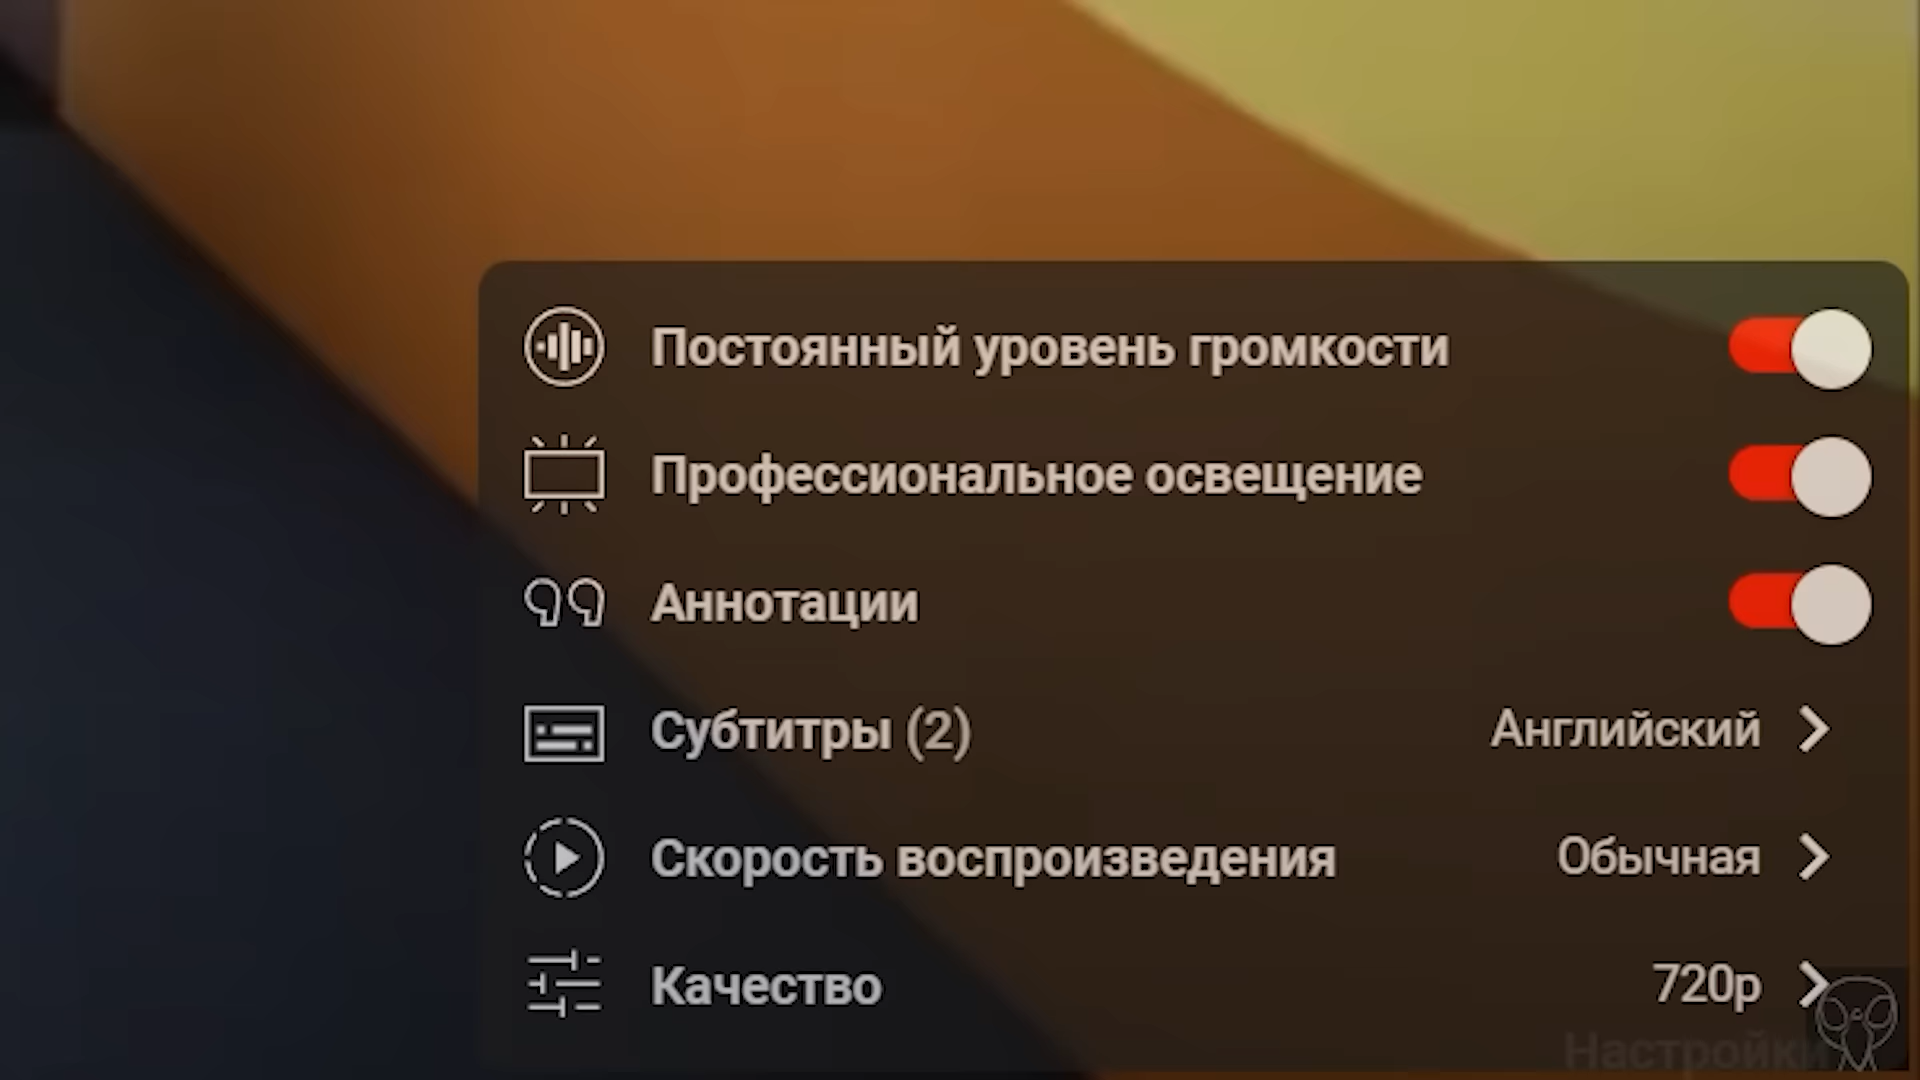 Постоянный уровень громкости
Профессиональное освещение
Аннотации
Субтитры (2) Английский
Скорость воспроизведения Обычная
Качество 720p
Настройки